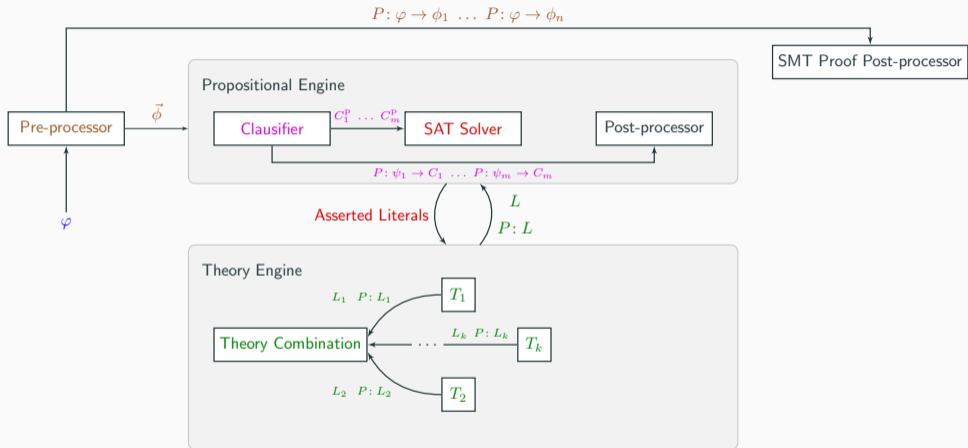 P: φ → ϕ₁ … P: φ → ϕₙ
SMT Proof Post-processor
Propositional Engine
Pre-processor
ϕ⃗
Clausifier
C₁ᵖ … Cₘᵖ
SAT Solver
Post-processor
P: ψ₁ → C₁ … P: ψₘ → Cₘ
φ
Asserted Literals
L
P: L
Theory Engine
L₁ P: L₁
T₁
Theory Combination
…
Lₖ P: Lₖ
Tₖ
L₂ P: L₂
T₂